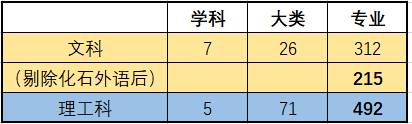 学科 大类 专业
文科 7 26 312
(剔除化石外语后) 215
理工科 5 71 492